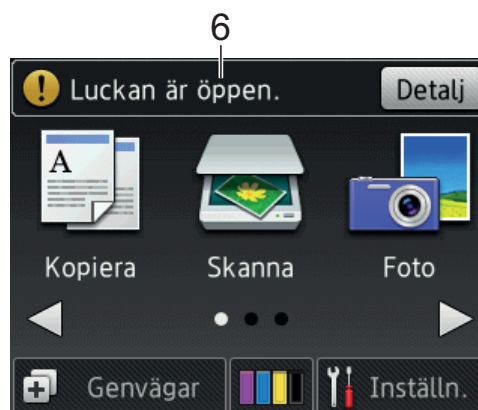 6
Luckan är öppen. Detalj
A
Kopiera Skanna Foto
Genvägar Inställn.